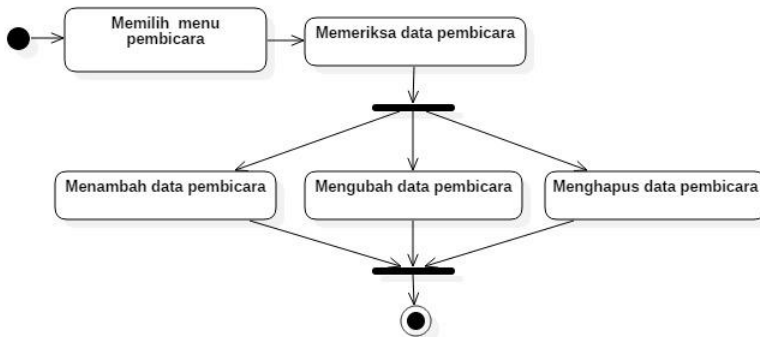 Memilih menu
pembicara
Memeriksa data pembicara
Menambah data pembicara
Mengubah data pembicara
Menghapus data pembicara